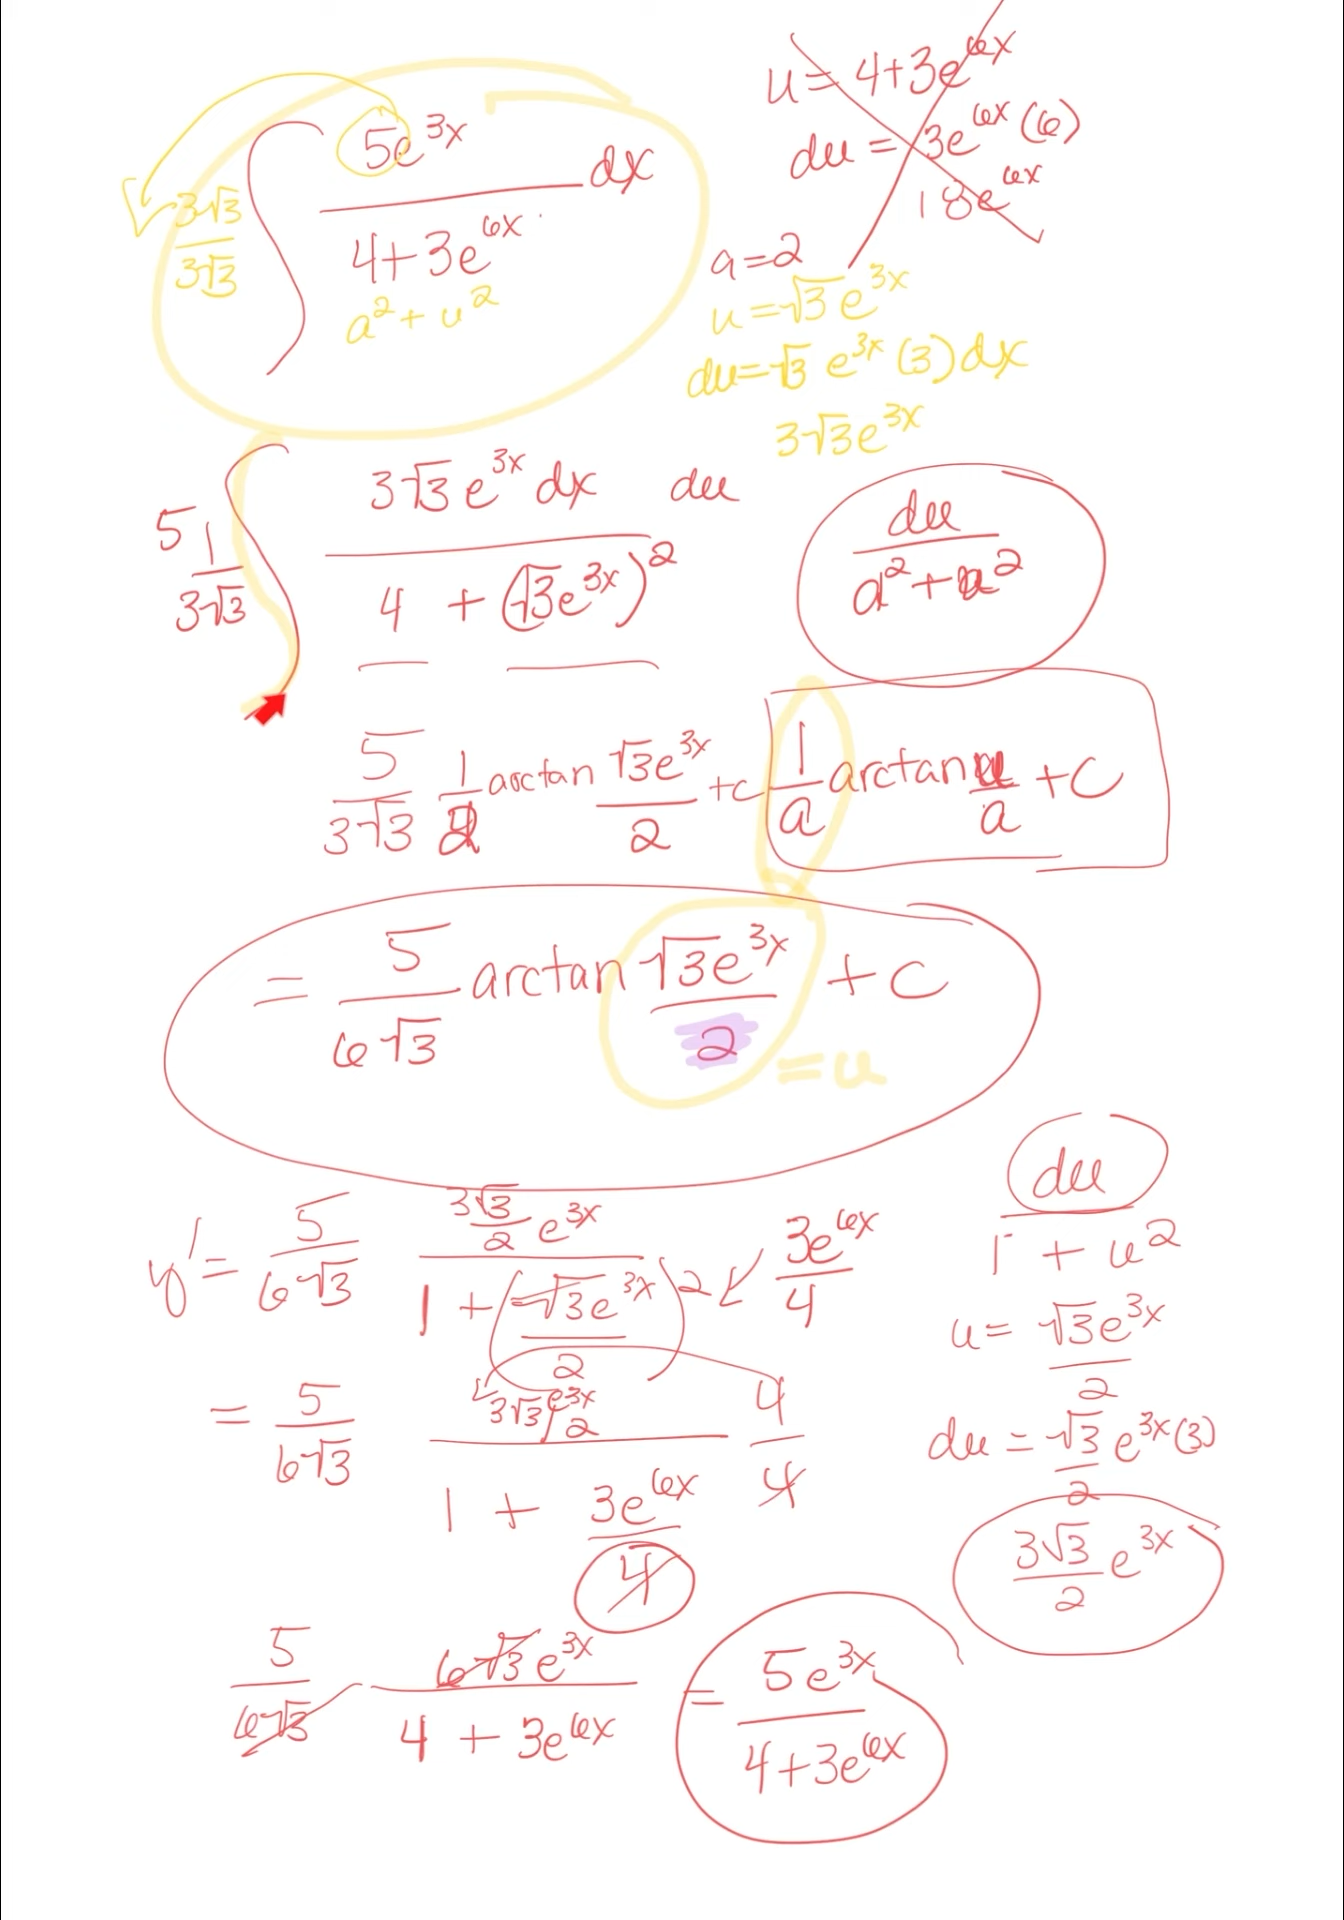 ∫ 5e^{3x} / (4+3e^{6x}) dx
3√3 / 3√3
a² + u²
u = 4+3e^{6x}
du = 3e^{6x}(6)
18e^{6x}
a=2
u=√3e^{3x}
du=√3 e^{3x}(3)dx
3√3e^{3x}
5 1/(3√3) ∫ 3√3e^{3x}dx / (4 + (√3e^{3x})²) du
du / (a²+u²)
5/(3√3) 1/2 arctan √3e^{3x}/2 +c
1/a arctan u/a +C
= 5/(6√3) arctan √3e^{3x}/2 + c
= u
y' = 5/(6√3) (3√3/2 e^{3x}) / (1+(√3e^{3x}/2)²) ↙ 3e^{6x}/4
= 5/(6√3) (3√3e^{3x}/2) / (1 + 3e^{6x}/4) 4/4
5/(6√3) 6√3e^{3x}/(4 + 3e^{6x}) = 5e^{3x}/(4+3e^{6x})
du / (1 + u²)
u= √3e^{3x}/2
du = √3/2 e^{3x}(3)
3√3/2 e^{3x}